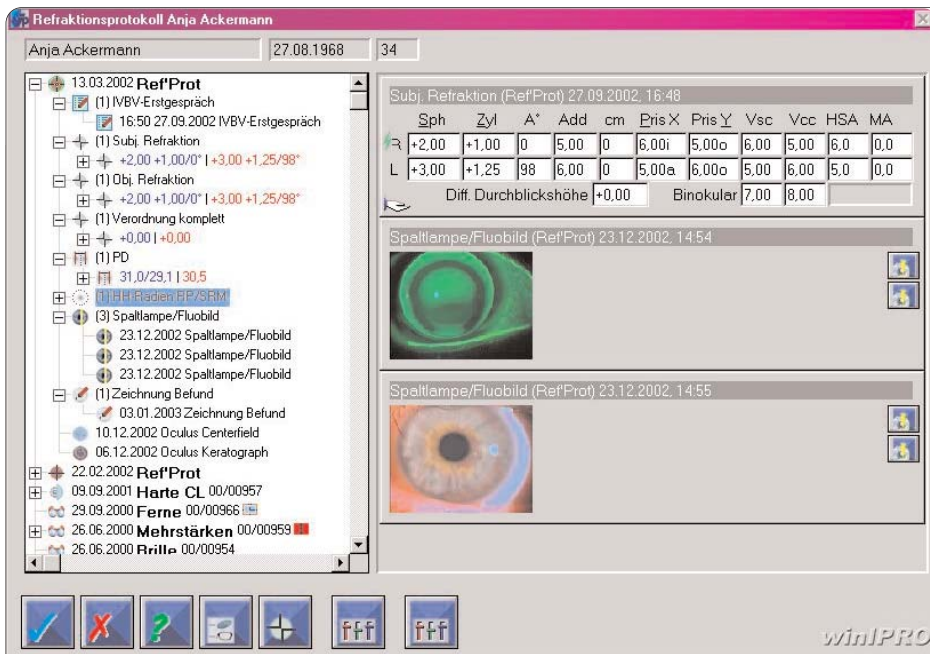 Refraktionsprotokoll Anja Ackermann
Anja Ackermann 27.08.1968 34
13.03.2002 Ref'Prot
(1) IVBV-Erstgespräch
16:50 27.09.2002 IVBV-Erstgespräch
(1) Subj. Refraktion
+2,00 +1,00/0° | +3,00 +1,25/98°
(1) Obj. Refraktion
+2,00 +1,00/0° | +3,00 +1,25/98°
(1) Verordnung komplett
+0,00 | +0,00
(1) PD
31,0/29,1 | 30,5
(1) HH Radien BP/SRM
(3) Spaltlampe/Fluobild
23.12.2002 Spaltlampe/Fluobild
23.12.2002 Spaltlampe/Fluobild
23.12.2002 Spaltlampe/Fluobild
(1) Zeichnung Befund
03.01.2003 Zeichnung Befund
10.12.2002 Oculus Centerfield
06.12.2002 Oculus Keratograph
22.02.2002 Ref'Prot
09.09.2001 Harte CL 00/00957
29.09.2000 Ferne 00/00966
26.06.2000 Mehrstärken 00/00959
26.06.2000 Brille 00/00954
Subj. Refraktion (Ref'Prot) 27.09.2002, 16:48
Sph Zyl A° Add cm Pris X Pris Y Vsc Vcc HSA MA
R +2,00 +1,00 0 5,00 0 6,00i 5,00o 6,00 5,00 6,0 0,0
L +3,00 +1,25 98 6,00 0 5,00a 6,00o 5,00 6,00 5,0 0,0
Diff. Durchblickshöhe +0,00 Binokular 7,00 8,00
Spaltlampe/Fluobild (Ref'Prot) 23.12.2002, 14:54
Spaltlampe/Fluobild (Ref'Prot) 23.12.2002, 14:55
winIPRO